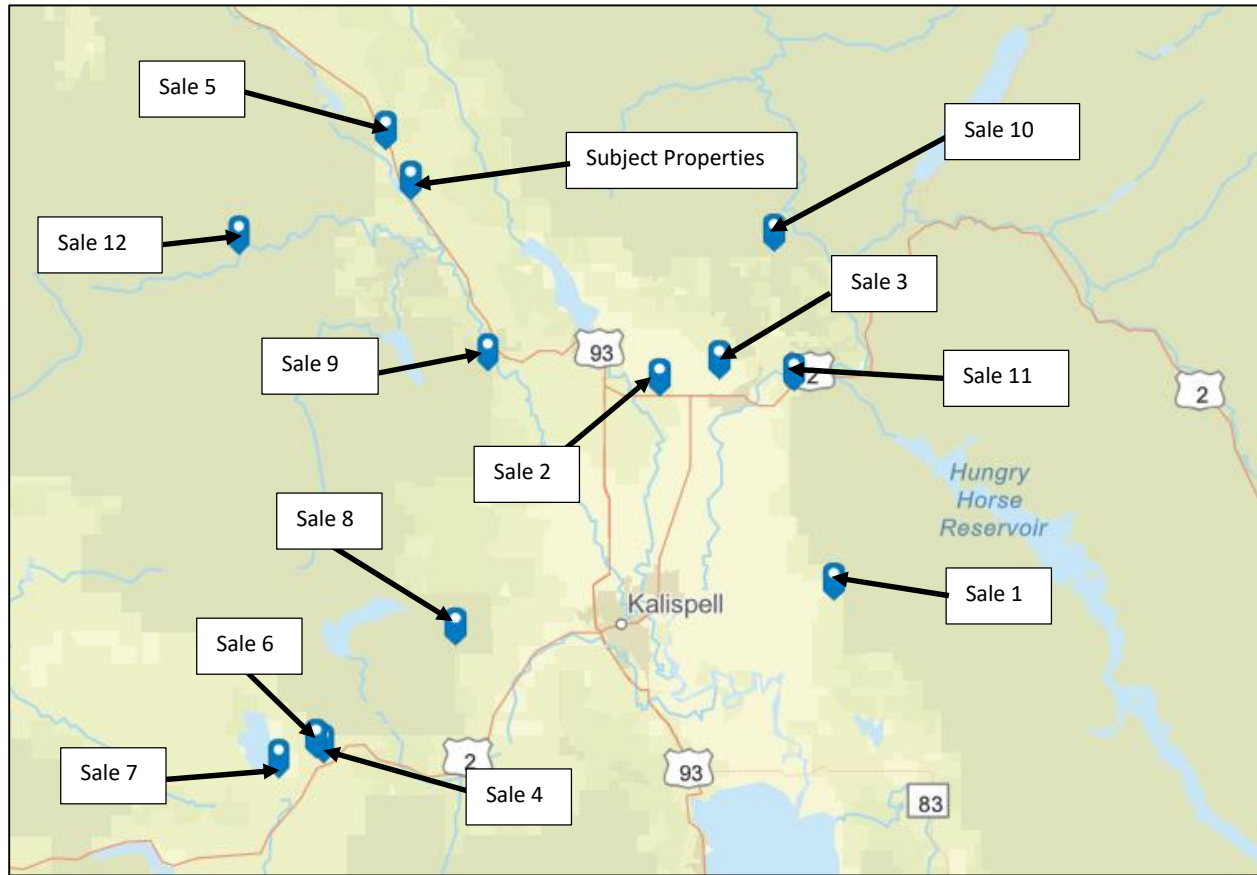 Sale 5
Subject Properties
Sale 10
Sale 12
Sale 3
Sale 9
93
2
Sale 11
2
Sale 2
Hungry
Horse
Reservoir
Sale 8
Kalispell
Sale 1
Sale 6
2
Sale 7
Sale 4
93
83